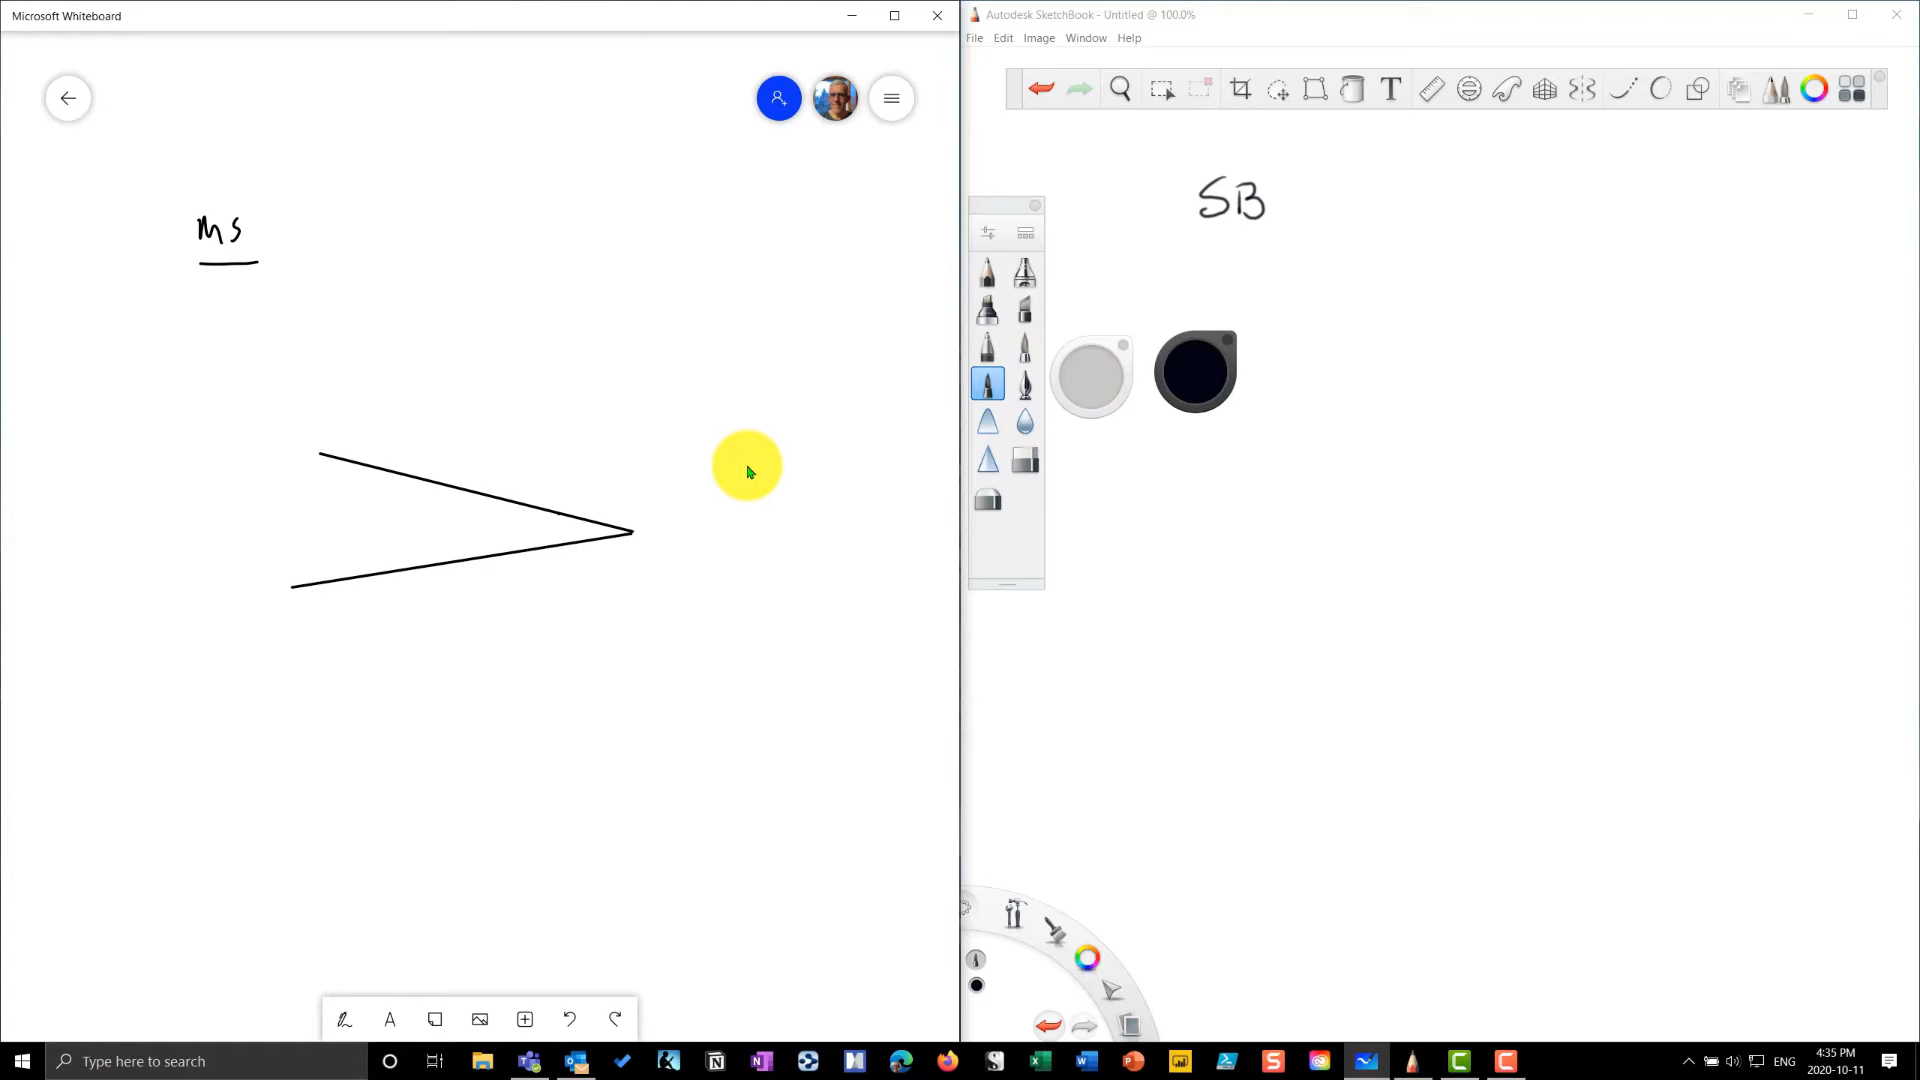 Microsoft Whiteboard
Autodesk SketchBook - Untitled @ 100.0%
File Edit Image Window Help
T
SB
MS
A
Type here to search
ENG
4:35 PM
2020-10-11